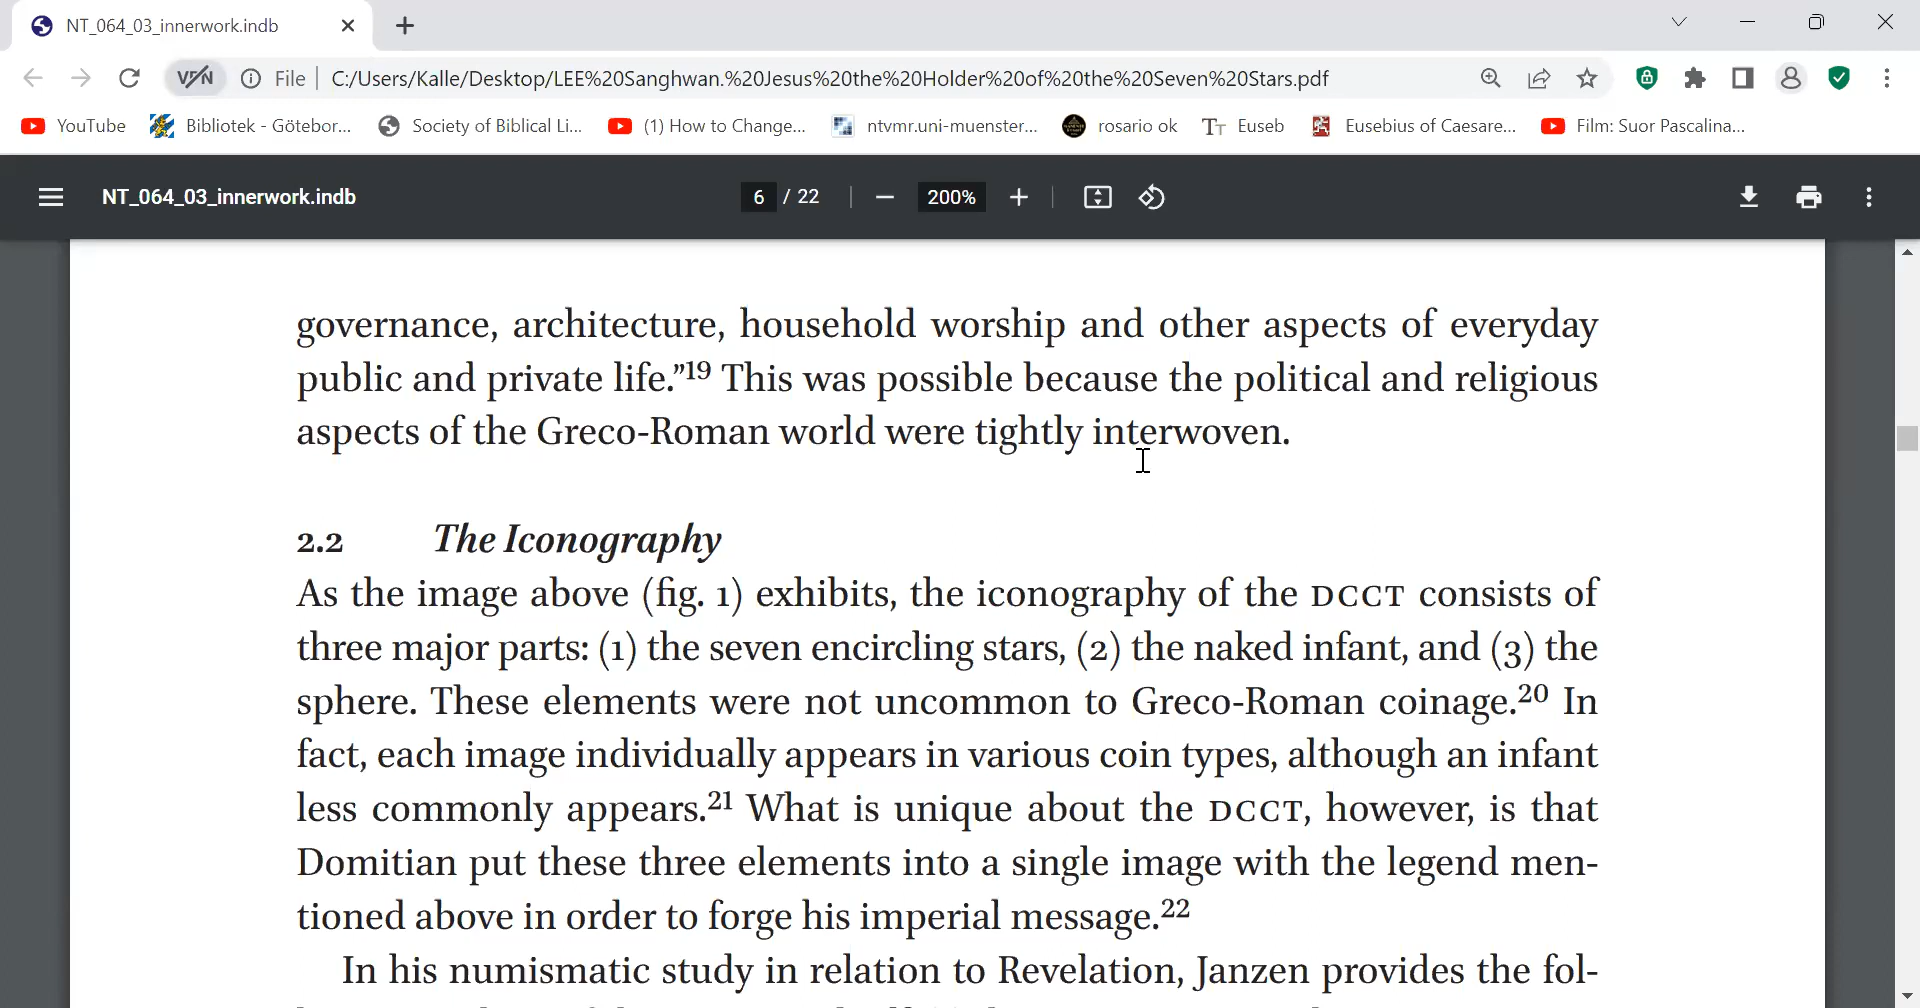 NT_064_03_innerwork.indb
VPN File C:/Users/Kalle/Desktop/LEE%20Sanghwan.%20Jesus%20the%20Holder%20of%20the%20Seven%20Stars.pdf
YouTube Bibliotek - Götebor... Society of Biblical Li... (1) How to Change... ntvmr.uni-muenster... rosario ok TT Euseb Eusebius of Caesare... Film: Suor Pascalina...
NT_064_03_innerwork.indb 6 / 22 200%
governance, architecture, household worship and other aspects of everyday
public and private life.”19 This was possible because the political and religious
aspects of the Greco-Roman world were tightly interwoven.
2.2 The Iconography
As the image above (fig. 1) exhibits, the iconography of the DCCT consists of
three major parts: (1) the seven encircling stars, (2) the naked infant, and (3) the
sphere. These elements were not uncommon to Greco-Roman coinage.20 In
fact, each image individually appears in various coin types, although an infant
less commonly appears.21 What is unique about the DCCT, however, is that
Domitian put these three elements into a single image with the legend men-
tioned above in order to forge his imperial message.22
In his numismatic study in relation to Revelation, Janzen provides the fol-